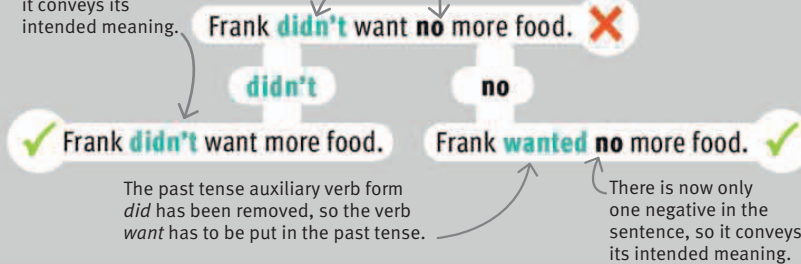 it conveys its
intended meaning.
Frank didn't want no more food.
didn't
no
Frank didn't want more food.
Frank wanted no more food.
The past tense auxiliary verb form
did has been removed, so the verb
want has to be put in the past tense.
There is now only
one negative in the
sentence, so it conveys
its intended meaning.